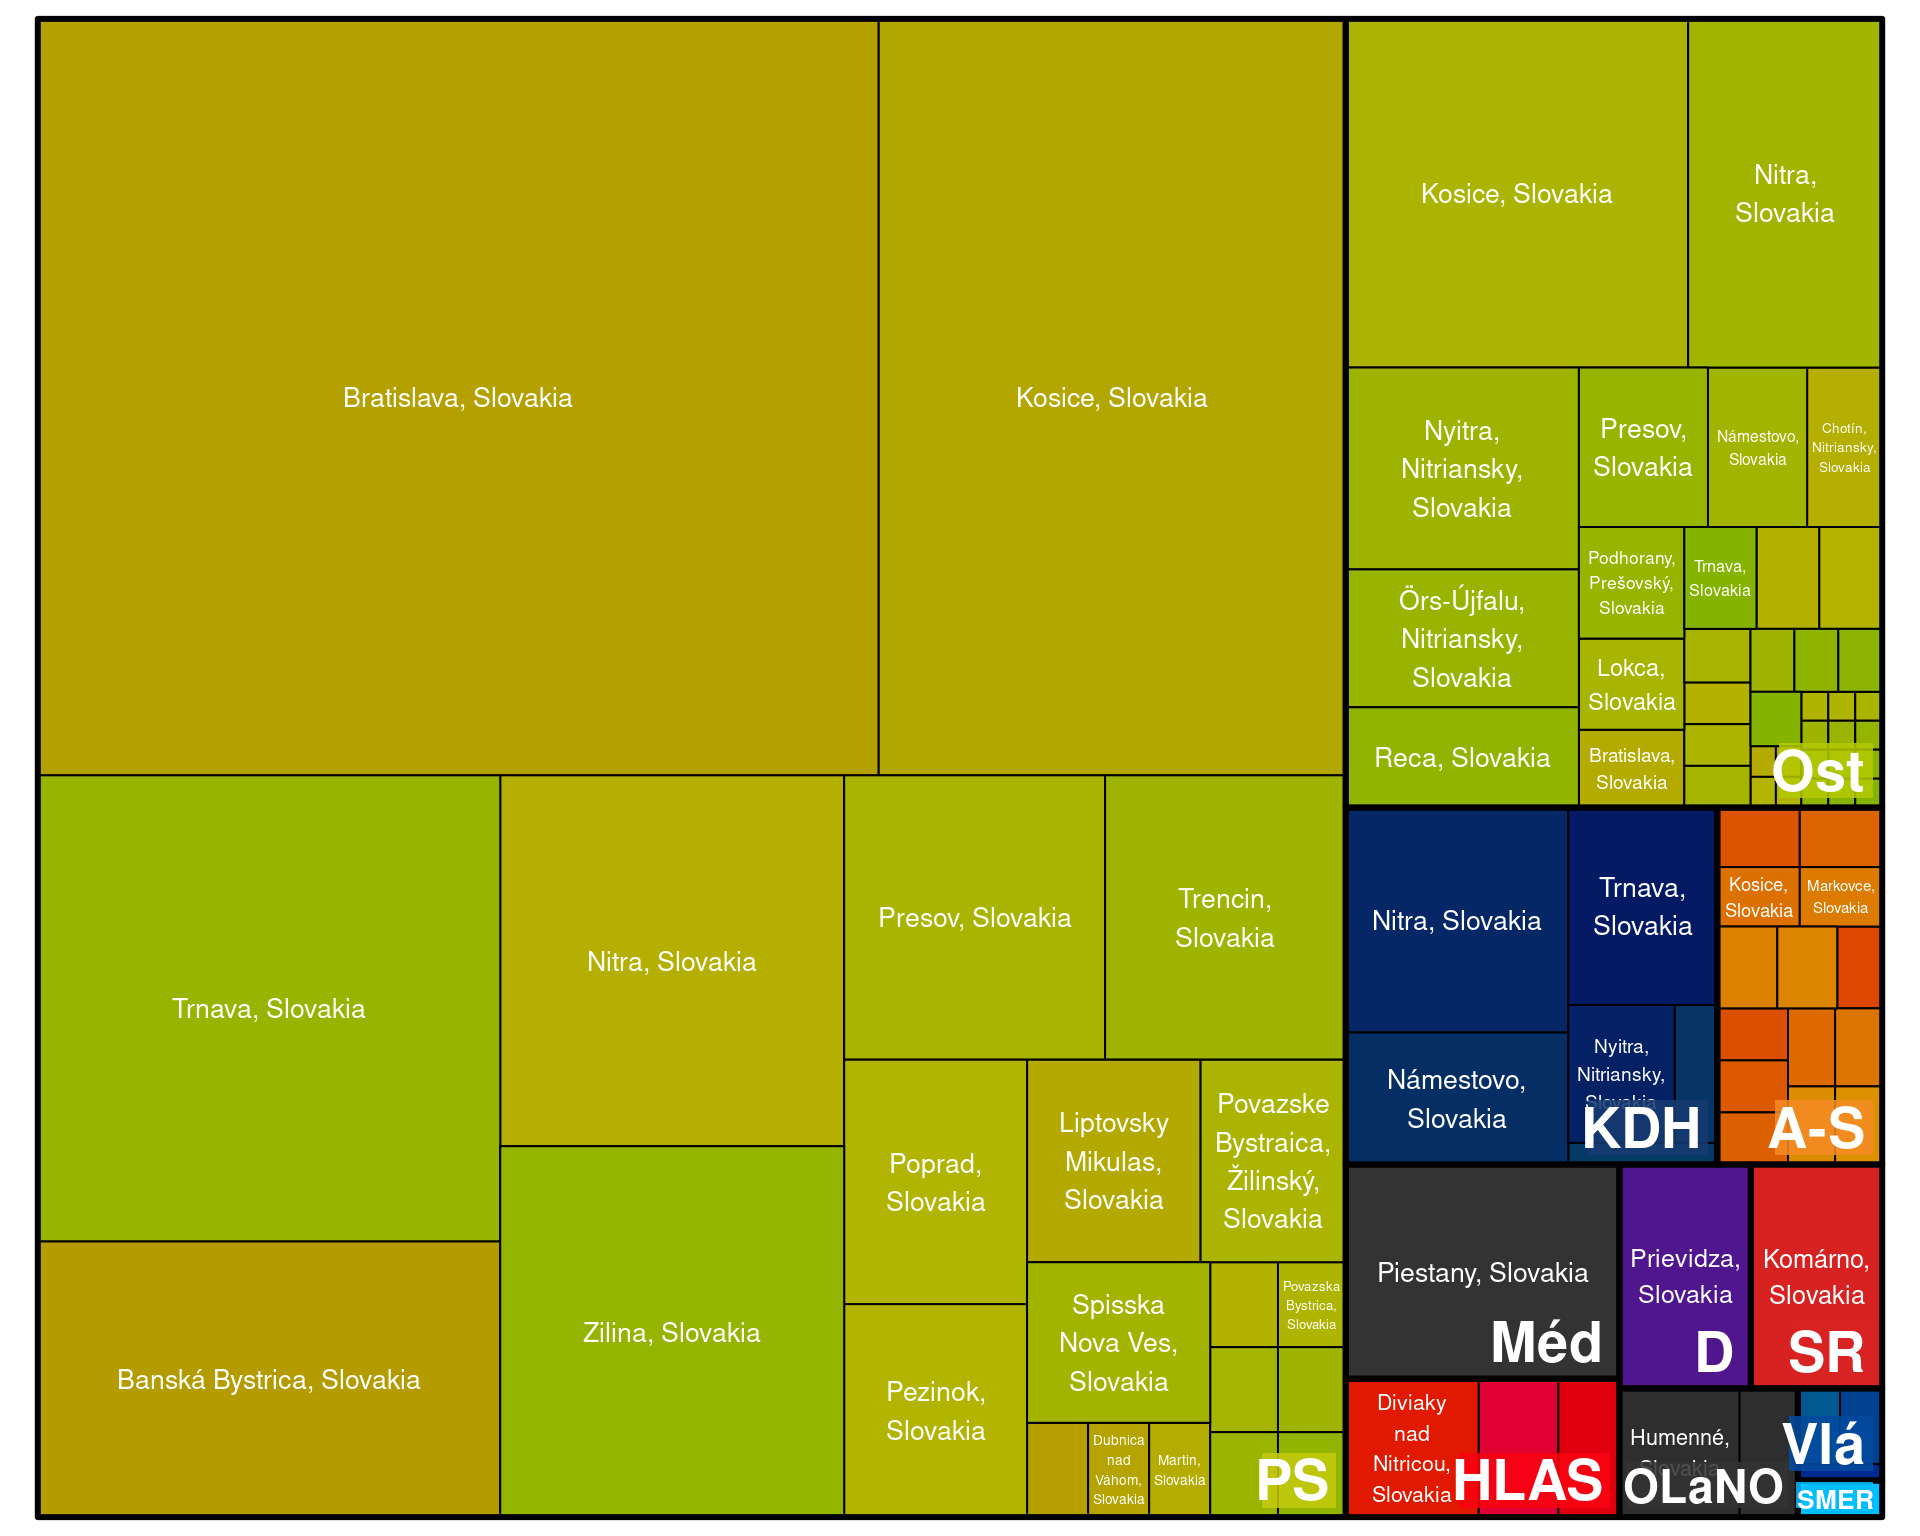 Bratislava, Slovakia
Kosice, Slovakia
Trnava, Slovakia
Banská Bystrica, Slovakia
Nitra, Slovakia
Zilina, Slovakia
Presov, Slovakia
Trencin,
Slovakia
Poprad,
Slovakia
Pezinok,
Slovakia
Liptovsky
Mikulas,
Slovakia
Povazske
Bystraica,
Žilinský,
Slovakia
Spisska
Nova Ves,
Slovakia
Dubnica
nad
Váhom,
Slovakia
Martin,
Slovakia
Povazska
Bystrica,
Slovakia
PS
Kosice, Slovakia
Nitra,
Slovakia
Nyitra,
Nitriansky,
Slovakia
Örs-Újfalu,
Nitriansky,
Slovakia
Reca, Slovakia
Presov,
Slovakia
Námestovo,
Slovakia
Chotín,
Nitriansky,
Slovakia
Podhorany,
Prešovský,
Slovakia
Trnava,
Slovakia
Lokca,
Slovakia
Bratislava,
Slovakia
Ost
Nitra, Slovakia
Námestovo,
Slovakia
Trnava,
Slovakia
Nyitra,
Nitriansky,
Slovakia
KDH
Kosice,
Slovakia
Markovce,
Slovakia
A-S
Piestany, Slovakia
Méd
Prievidza,
Slovakia
D
Komárno,
Slovakia
SR
Diviaky
nad
Nitricou,
Slovakia
HLAS
Humenné,
Slovakia
OLaNO
Vlá
SMER